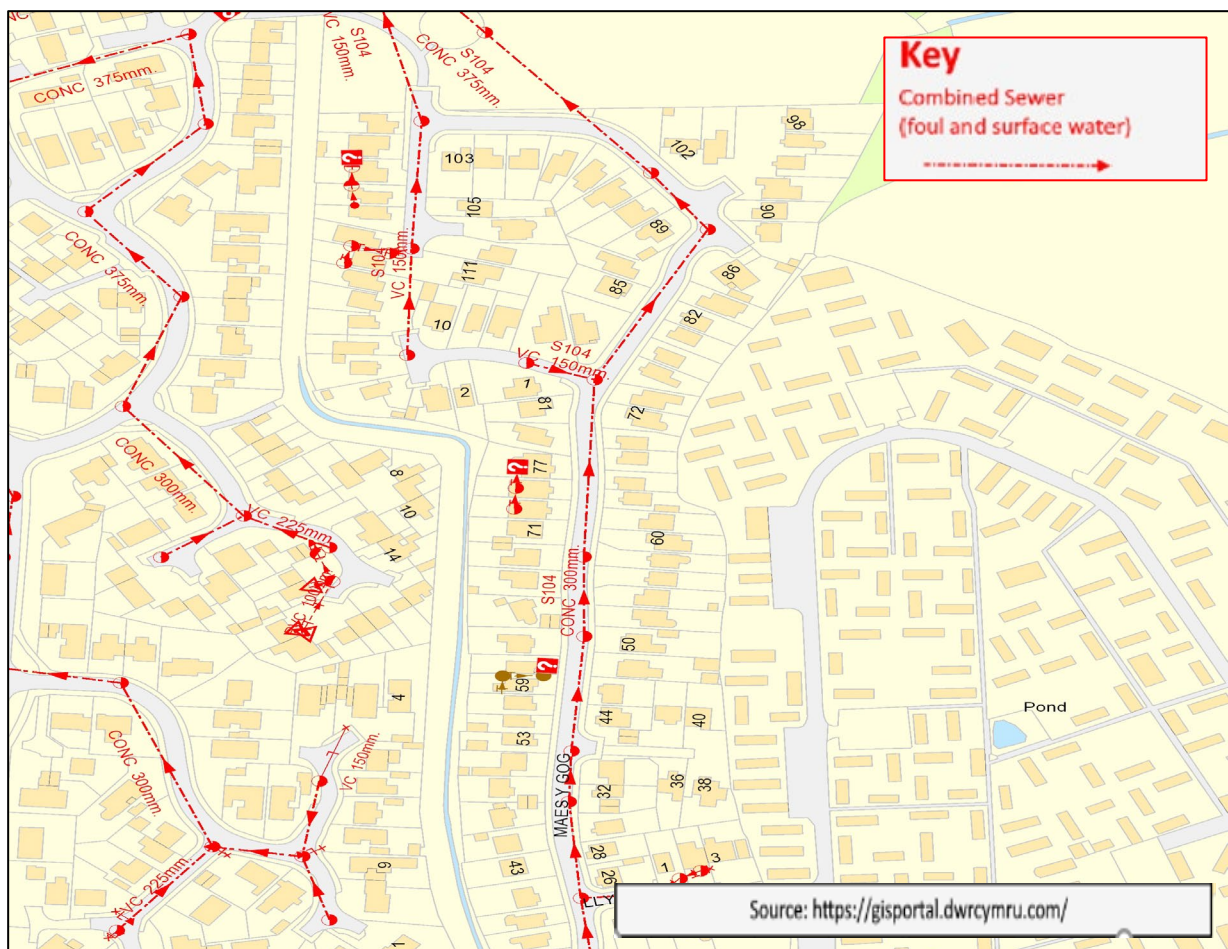 Key
Combined Sewer
(foul and surface water)
CONC 375mm.
S104
VC 150mm.
S104
CONC 375mm.
98
102
103
?
105
90
89
CONC 375mm.
S104
VC 150mm.
111
86
85
82
10
S104
VC 150mm.
2
1
81
72
?
77
8
CONC 300mm.
10
VC 225mm.
71
60
14
S104
CONC 300mm.
50
?
59
4
44
40
Pond
53
MAES Y GOG
VC 150mm.
CONC 300mm.
36
38
32
28
1
3
43
9
26
VC 225mm.
LLY
Source: https://gisportal.dwrcymru.com/
1